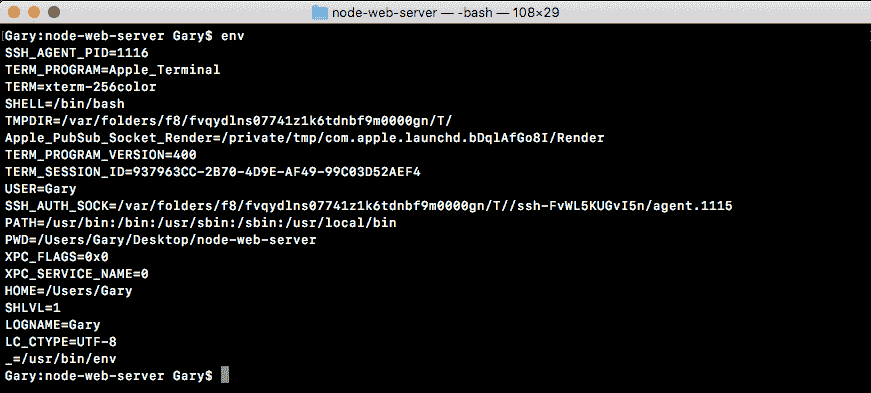 node-web-server — -bash — 108×29
Gary:node-web-server Gary$ env
SSH_AGENT_PID=1116
TERM_PROGRAM=Apple_Terminal
TERM=xterm-256color
SHELL=/bin/bash
TMPDIR=/var/folders/f8/fvqydlns07741z1k6tdnbf9m0000gn/T/
Apple_PubSub_Socket_Render=/private/tmp/com.apple.launchd.bDqlAfGo8I/Render
TERM_PROGRAM_VERSION=400
TERM_SESSION_ID=937963CC-2B70-4D9E-AF49-99C03D52AEF4
USER=Gary
SSH_AUTH_SOCK=/var/folders/f8/fvqydlns07741z1k6tdnbf9m0000gn/T//ssh-FvWL5KUGvI5n/agent.1115
PATH=/usr/bin:/bin:/usr/sbin:/sbin:/usr/local/bin
PWD=/Users/Gary/Desktop/node-web-server
XPC_FLAGS=0x0
XPC_SERVICE_NAME=0
HOME=/Users/Gary
SHLVL=1
LOGNAME=Gary
LC_CTYPE=UTF-8
_=/usr/bin/env
Gary:node-web-server Gary$